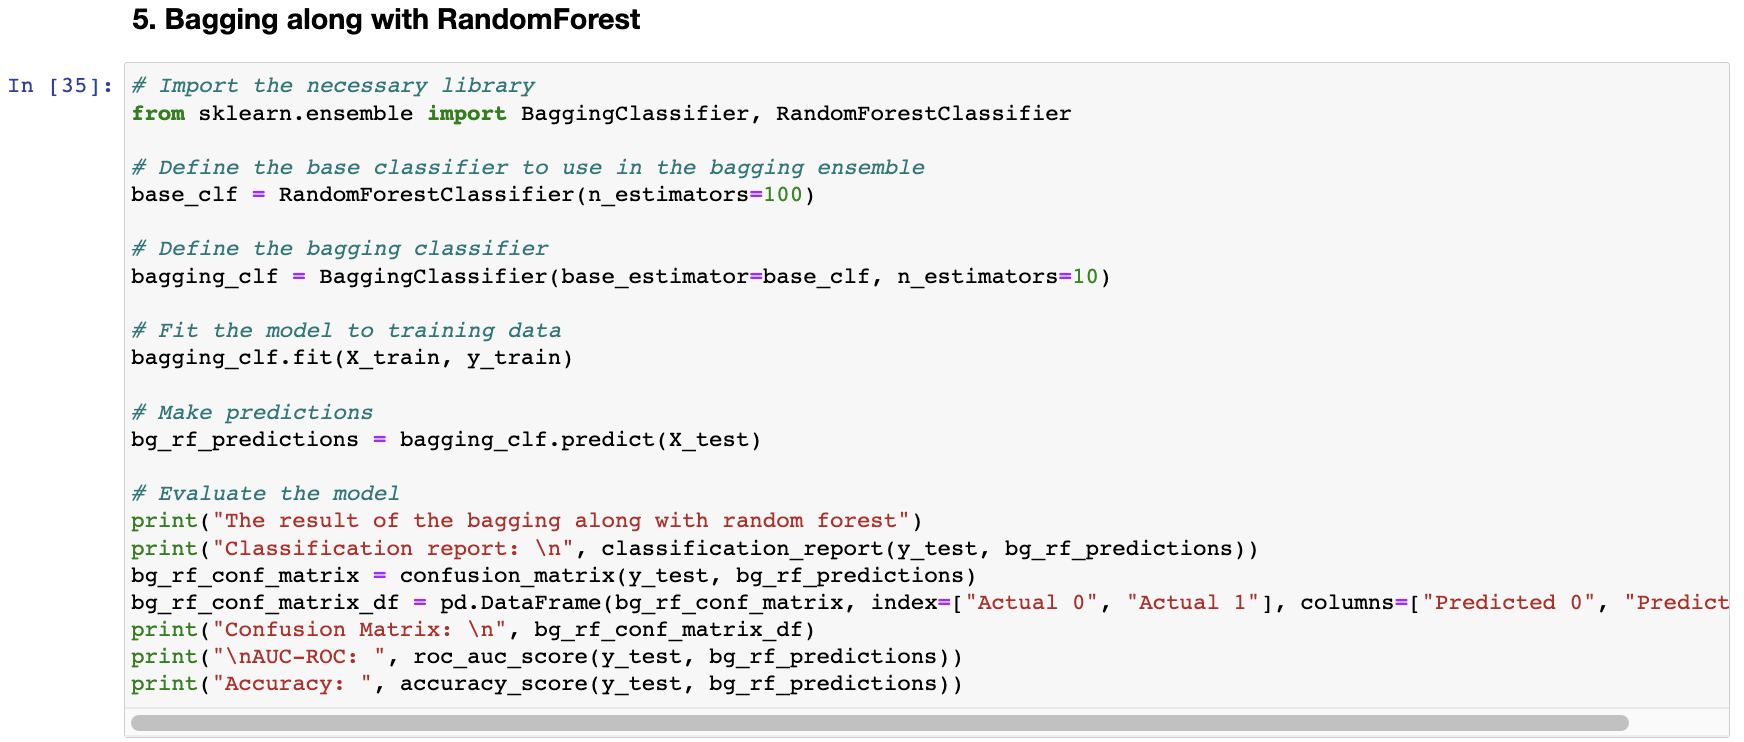 5. Bagging along with RandomForest
In [35]:
# Import the necessary library
from sklearn.ensemble import BaggingClassifier, RandomForestClassifier
# Define the base classifier to use in the bagging ensemble
base_clf = RandomForestClassifier(n_estimators=100)
# Define the bagging classifier
bagging_clf = BaggingClassifier(base_estimator=base_clf, n_estimators=10)
# Fit the model to training data
bagging_clf.fit(X_train, y_train)
# Make predictions
bg_rf_predictions = bagging_clf.predict(X_test)
# Evaluate the model
print("The result of the bagging along with random forest")
print("Classification report: \n", classification_report(y_test, bg_rf_predictions))
bg_rf_conf_matrix = confusion_matrix(y_test, bg_rf_predictions)
bg_rf_conf_matrix_df = pd.DataFrame(bg_rf_conf_matrix, index=["Actual 0", "Actual 1"], columns=["Predicted 0", "Predict
print("Confusion Matrix: \n", bg_rf_conf_matrix_df)
print("\nAUC-ROC: ", roc_auc_score(y_test, bg_rf_predictions))
print("Accuracy: ", accuracy_score(y_test, bg_rf_predictions))